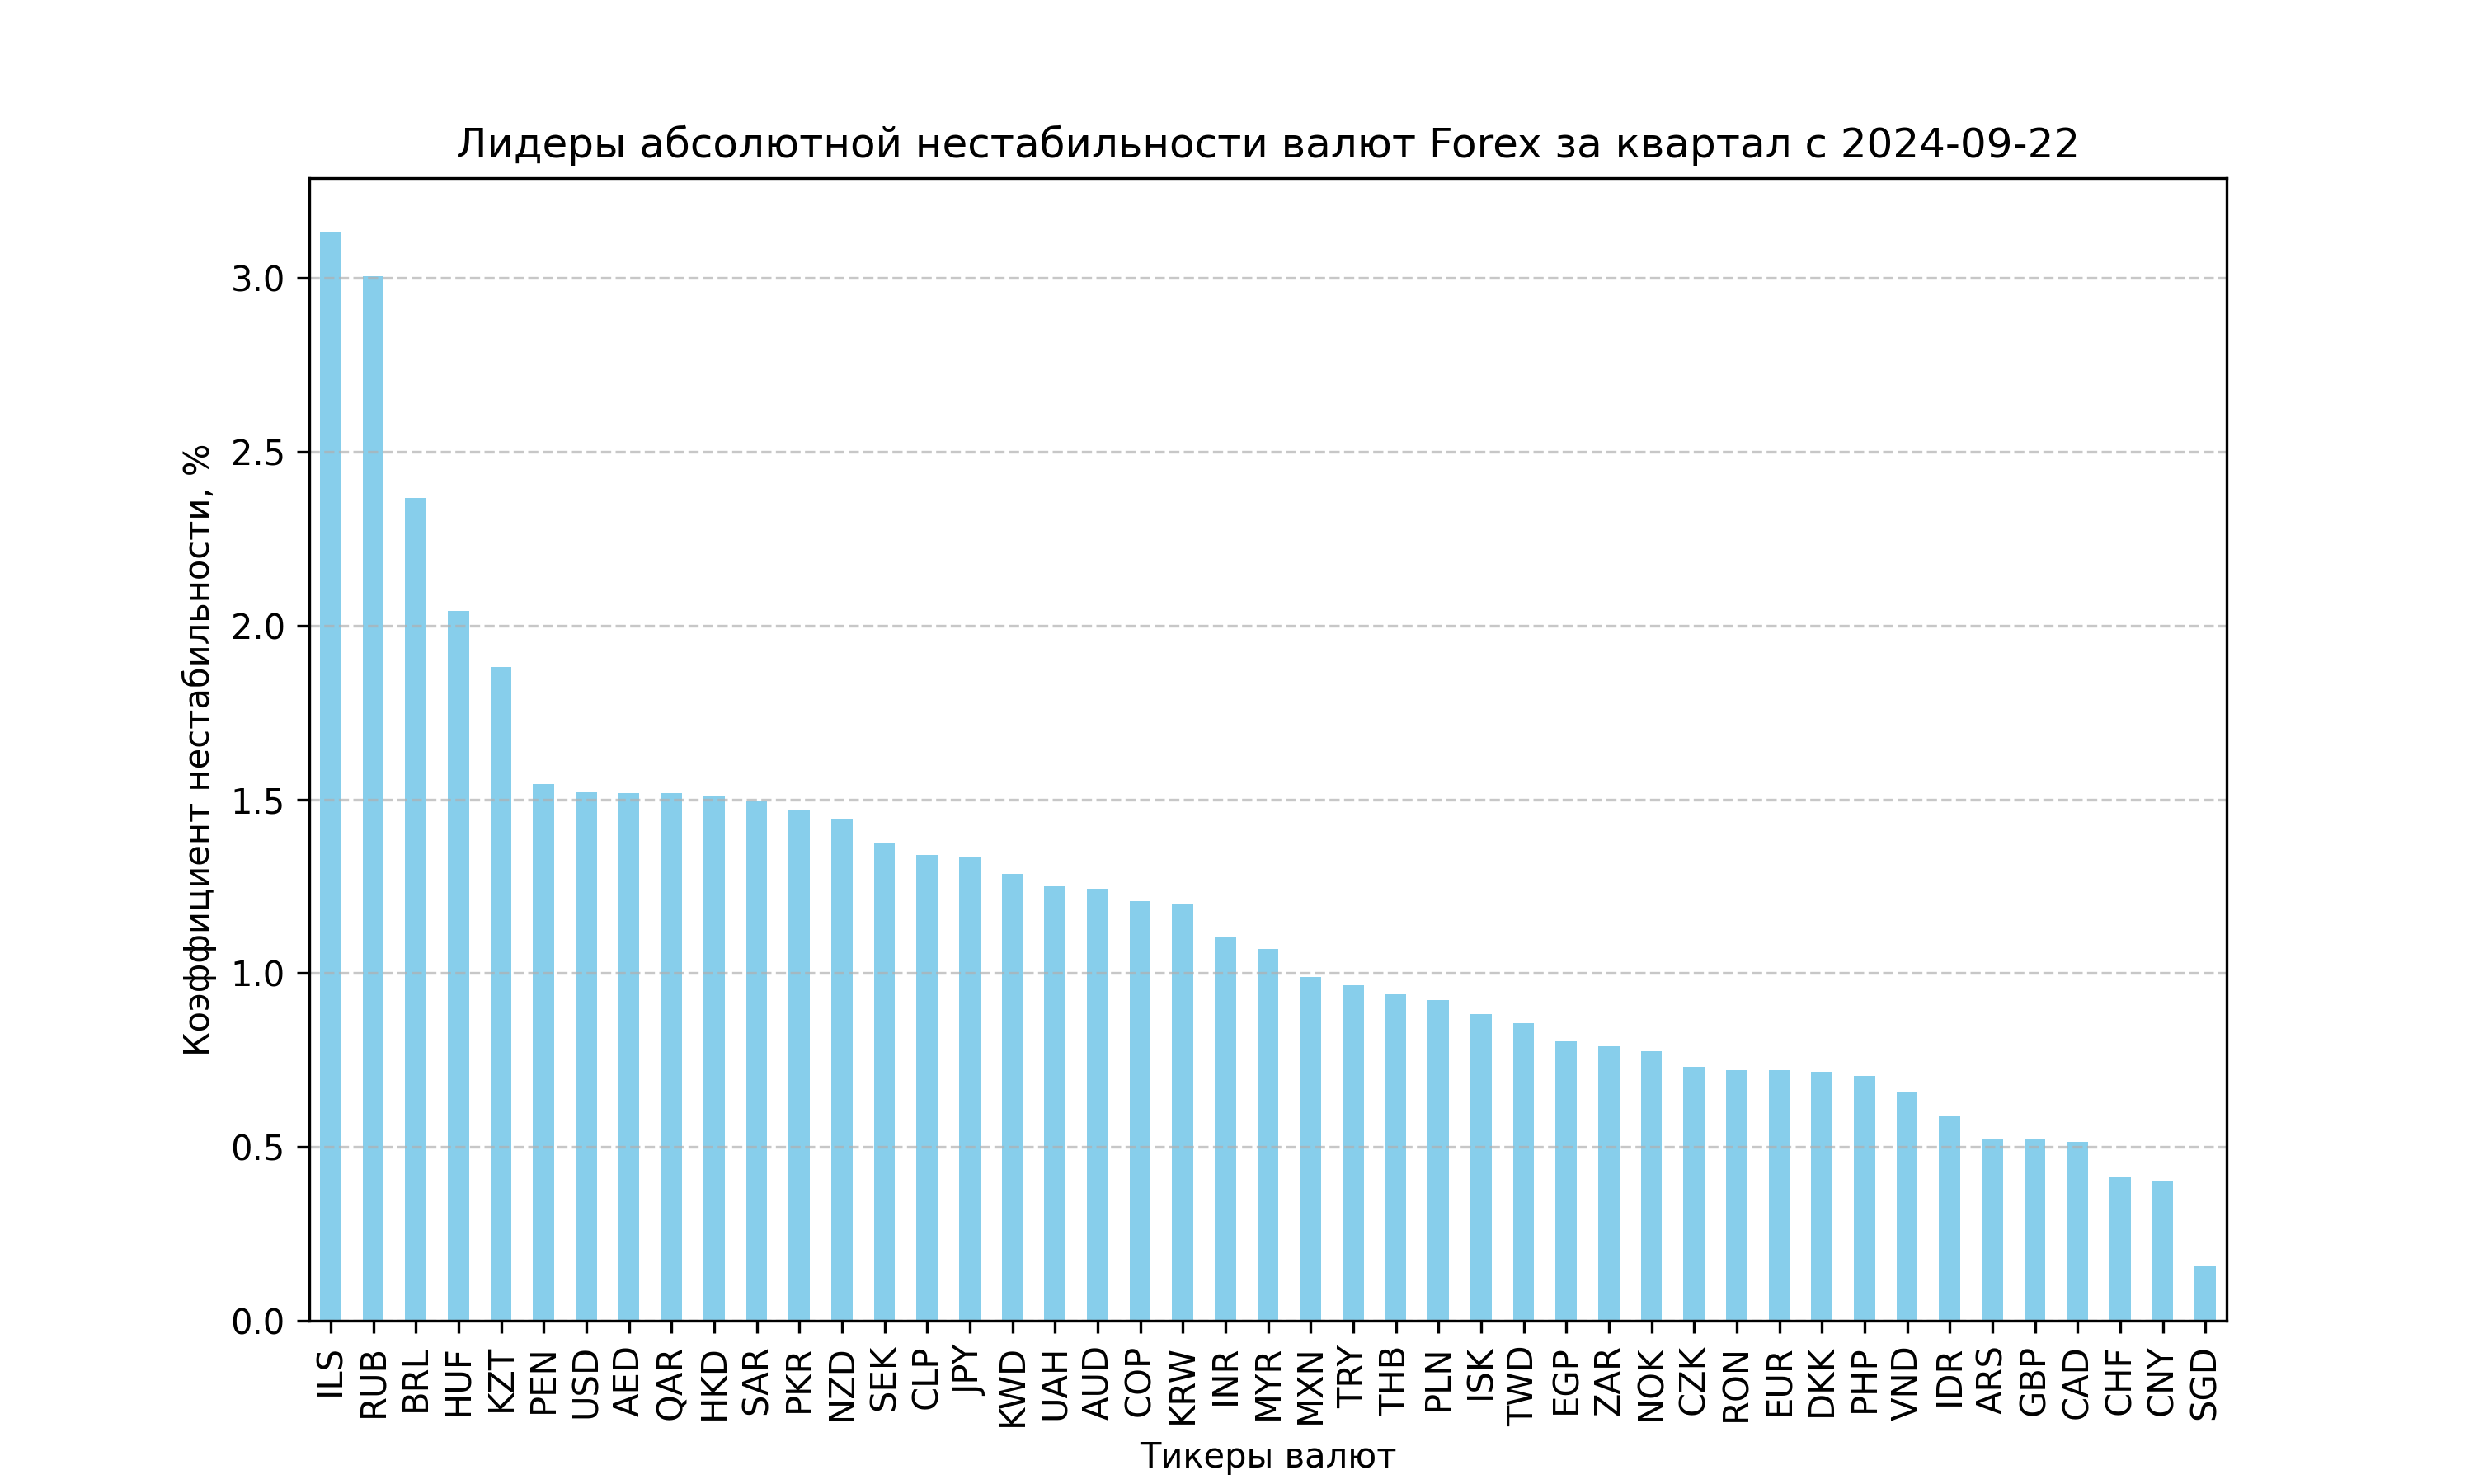 Лидеры абсолютной нестабильности валют Forex за квартал с 2024-09-22
Коэффициент нестабильности, %
3.0
2.5
2.0
1.5
1.0
0.5
0.0
ILS
RUB
BRL
HUF
KZT
PEN
USD
AED
QAR
HKD
SAR
PKR
NZD
SEK
CLP
JPY
KWD
UAH
AUD
COP
KRW
INR
MYR
MXN
TRY
THB
PLN
ISK
TWD
EGP
ZAR
NOK
CZK
RON
EUR
DKK
PHP
VND
IDR
ARS
GBP
CAD
CHF
CNY
SGD
Тикеры валют